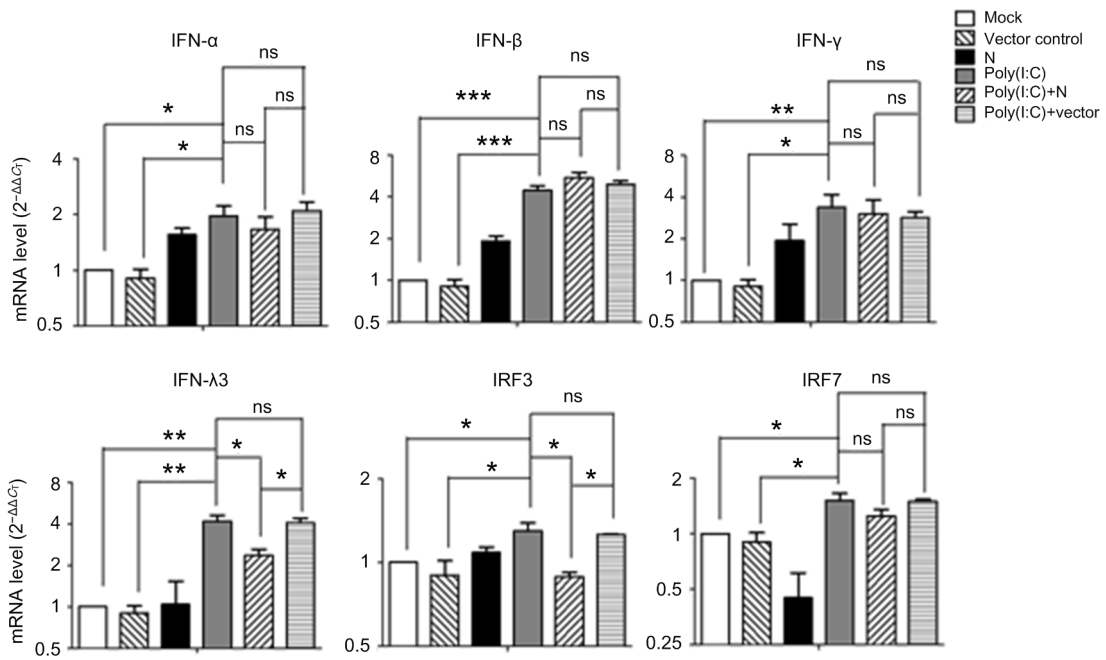 Mock
Vector control
N
Poly(I:C)
Poly(I:C)+N
Poly(I:C)+vector
IFN-α
ns
*
ns
*
ns
mRNA level (2−ΔΔCT)
4
2
1
0.5
IFN-β
ns
***
ns
***
ns
8
4
2
1
0.5
IFN-γ
ns
**
ns
*
ns
8
4
2
1
0.5
IFN-λ3
ns
**
*
**
*
mRNA level (2−ΔΔCT)
8
4
2
1
0.5
IRF3
ns
*
*
*
*
2
1
0.5
IRF7
ns
*
ns
ns
*
2
1
0.5
0.25